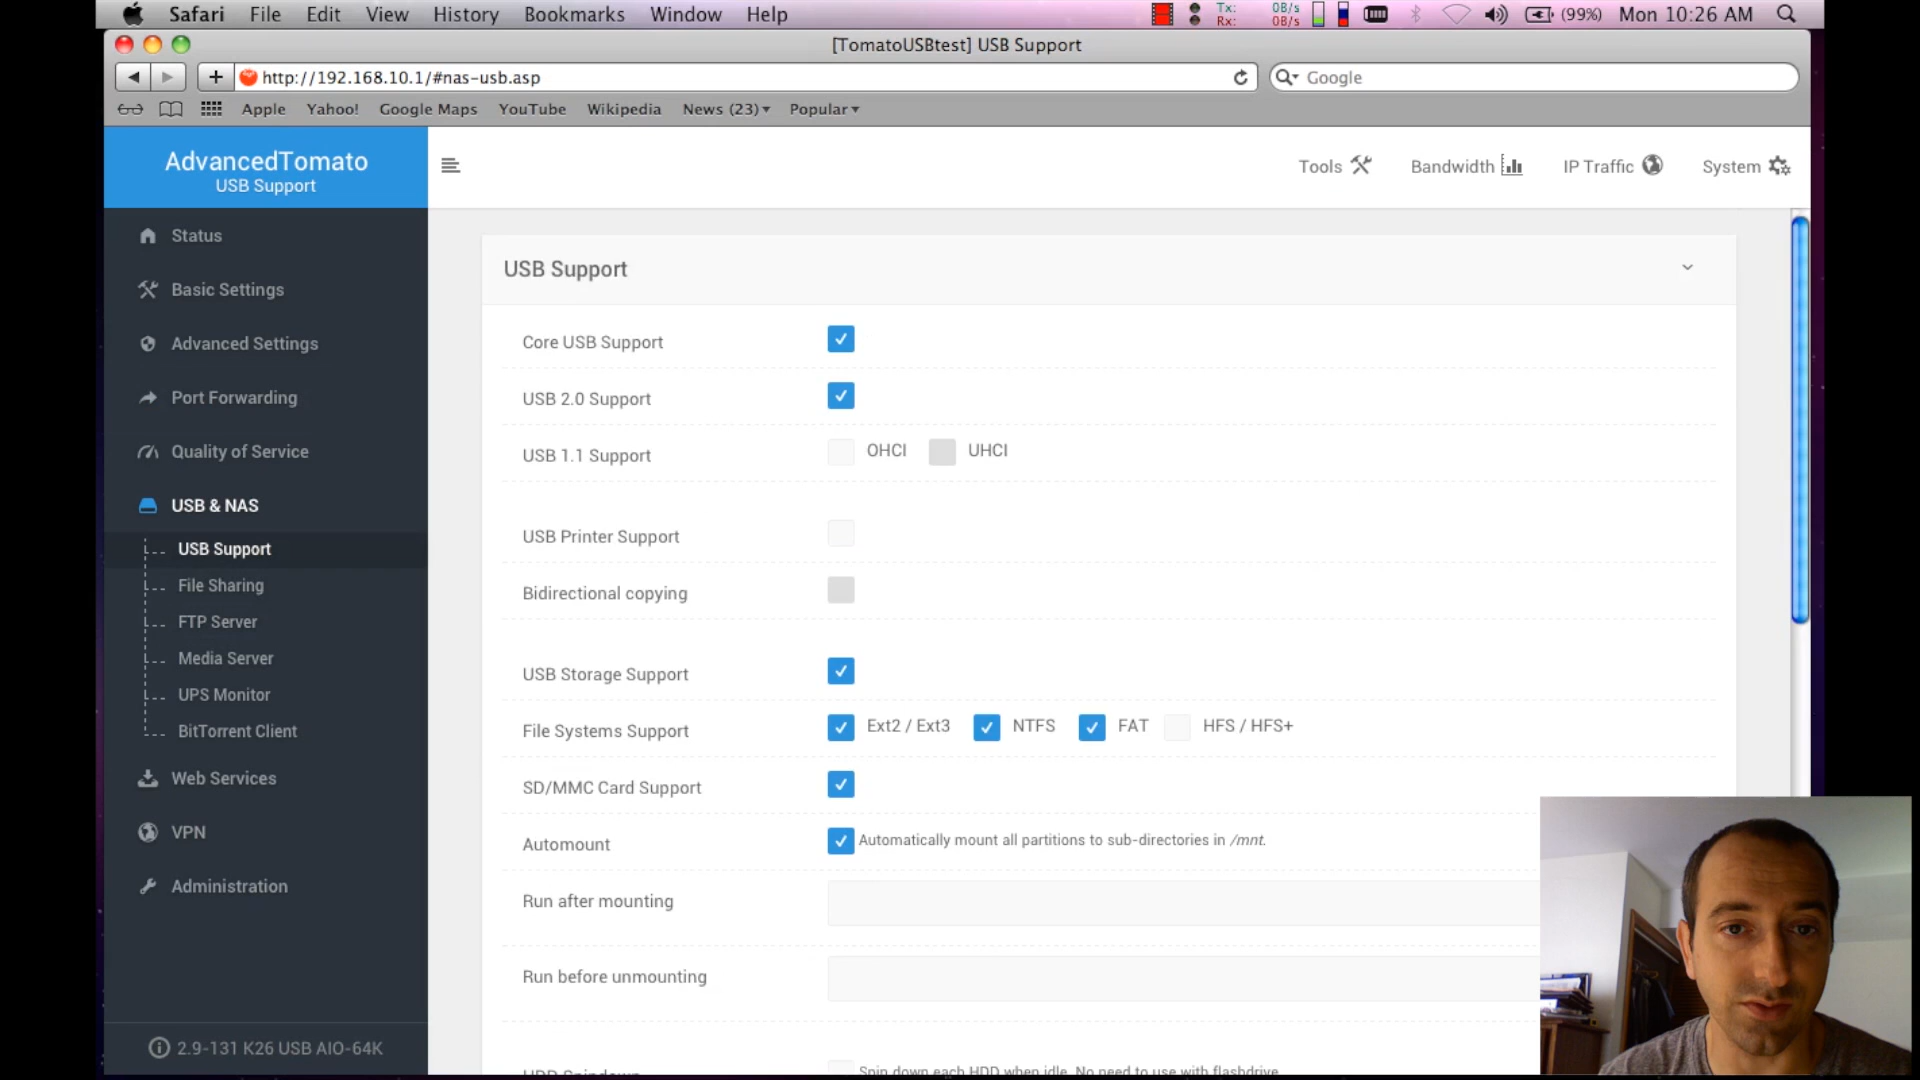 Safari File Edit View History Bookmarks Window Help
Tx: 0B/s
Rx: 0B/s
(99%) Mon 10:26 AM
[TomatoUSBtest] USB Support
http://192.168.10.1/#nas-usb.asp
Google
Apple Yahoo! Google Maps YouTube Wikipedia News (23) Popular
AdvancedTomato
USB Support
Tools Bandwidth IP Traffic System
Status
Basic Settings
Advanced Settings
Port Forwarding
Quality of Service
USB & NAS
USB Support
File Sharing
FTP Server
Media Server
UPS Monitor
BitTorrent Client
Web Services
VPN
Administration
2.9-131 K26 USB AIO-64K
USB Support
Core USB Support
USB 2.0 Support
USB 1.1 Support OHCI UHCI
USB Printer Support
Bidirectional copying
USB Storage Support
File Systems Support Ext2 / Ext3 NTFS FAT HFS / HFS+
SD/MMC Card Support
Automount Automatically mount all partitions to sub-directories in /mnt.
Run after mounting
Run before unmounting
HDD Spindown Spin down each HDD when idle. No need to use with flashdrive.